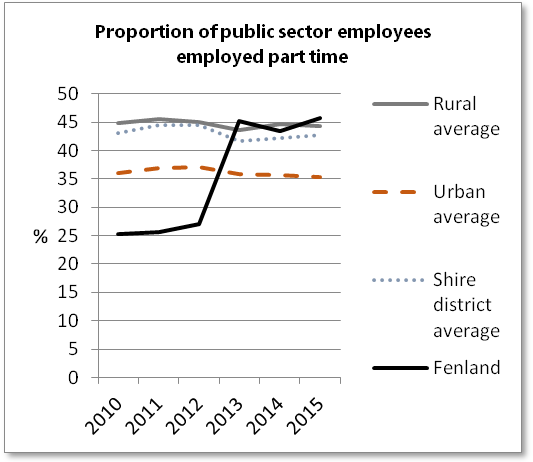 Proportion of public sector employees
employed part time
50
45
40
35
30
25
20
15
10
5
0
%
2010
2011
2012
2013
2014
2015
Rural
average
Urban
average
Shire
district
average
Fenland